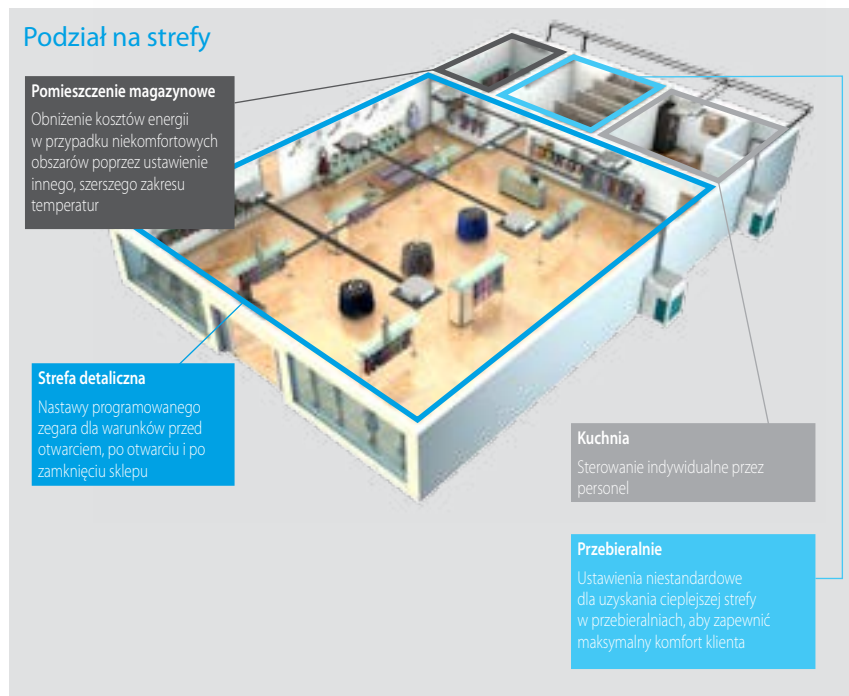 Podział na strefy
Pomieszczenie magazynowe
Obniżenie kosztów energii
w przypadku niekomfortowych
obszarów poprzez ustawienie
innego, szerszego zakresu
temperatur
Strefa detaliczna
Nastawy programowanego
zegara dla warunków przed
otwarciem, po otwarciu i po
zamknięciu sklepu
Kuchnia
Sterowanie indywidualne przez
personel
Przebieralnie
Ustawienia niestandardowe
dla uzyskania cieplejszej strefy
w przebieralniach, aby zapewnić
maksymalny komfort klienta